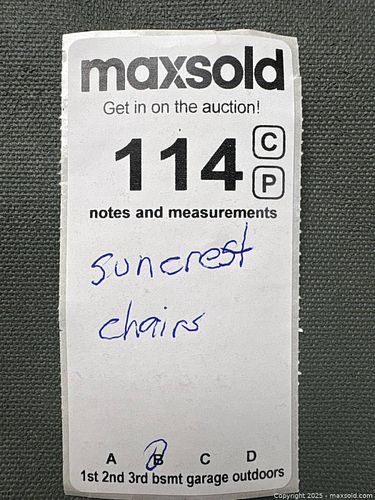 maxsold
Get in on the auction!
114 C
P
notes and measurements
suncrest
chairs
A B C D
1st 2nd 3rd bsmt garage outdoors
Copyright 2025 - maxsold.com